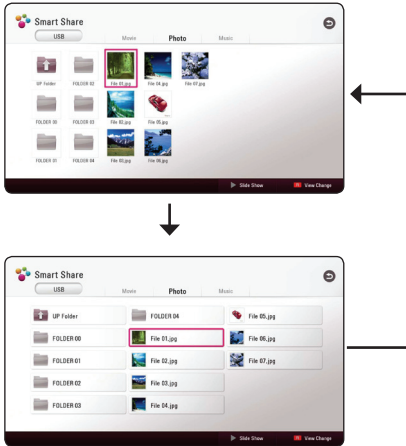 Smart Share
USB Movie Photo Music
UP Folder FOLDER 02 File 01.jpg File 04.jpg File 07.jpg
FOLDER 00 FOLDER 03 File 02.jpg File 05.jpg
FOLDER 01 FOLDER 04 File 03.jpg File 06.jpg
Slide Show View Change
Smart Share
USB Movie Photo Music
UP Folder FOLDER 04 File 05.jpg
FOLDER 00 File 01.jpg File 06.jpg
FOLDER 01 File 02.jpg File 07.jpg
FOLDER 02 File 03.jpg
FOLDER 03 File 04.jpg
Slide Show View Change